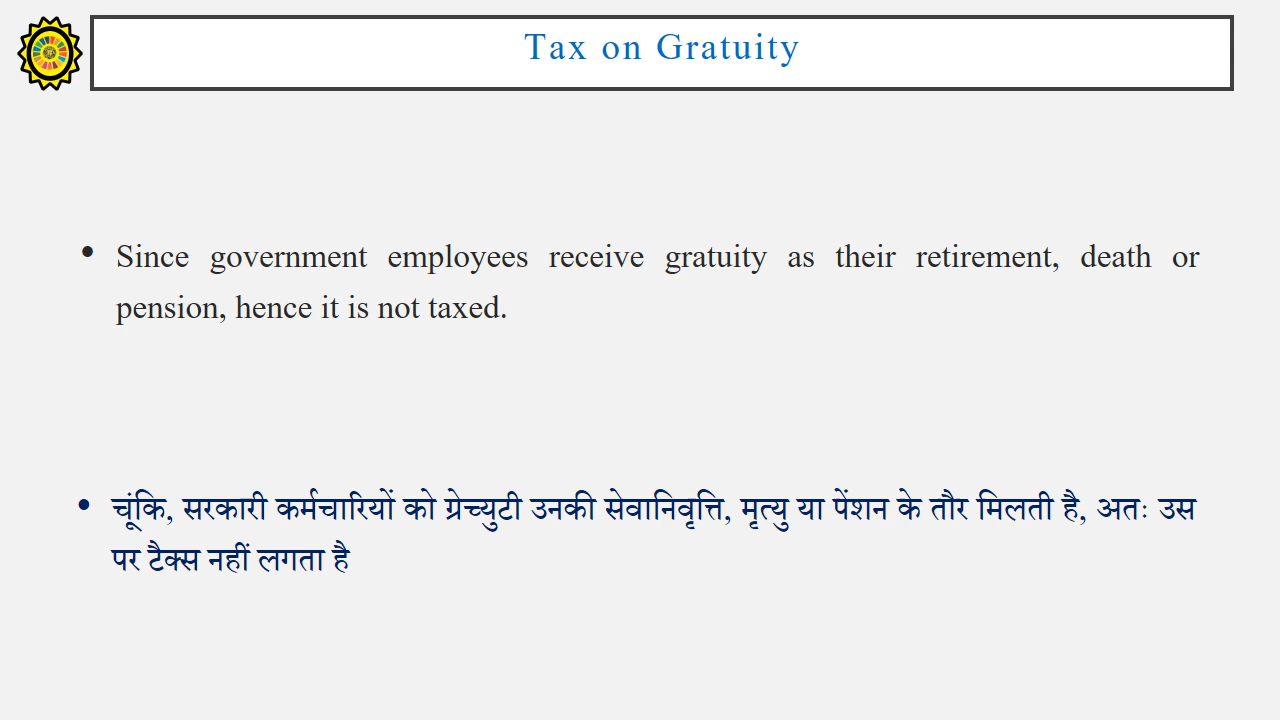 Tax on Gratuity
• Since government employees receive gratuity as their retirement, death or
pension, hence it is not taxed.
• चूंकि, सरकारी कर्मचारियों को ग्रेच्युटी उनकी सेवानिवृत्ति, मृत्यु या पेंशन के तौर मिलती है, अतः उस
पर टैक्स नहीं लगता है